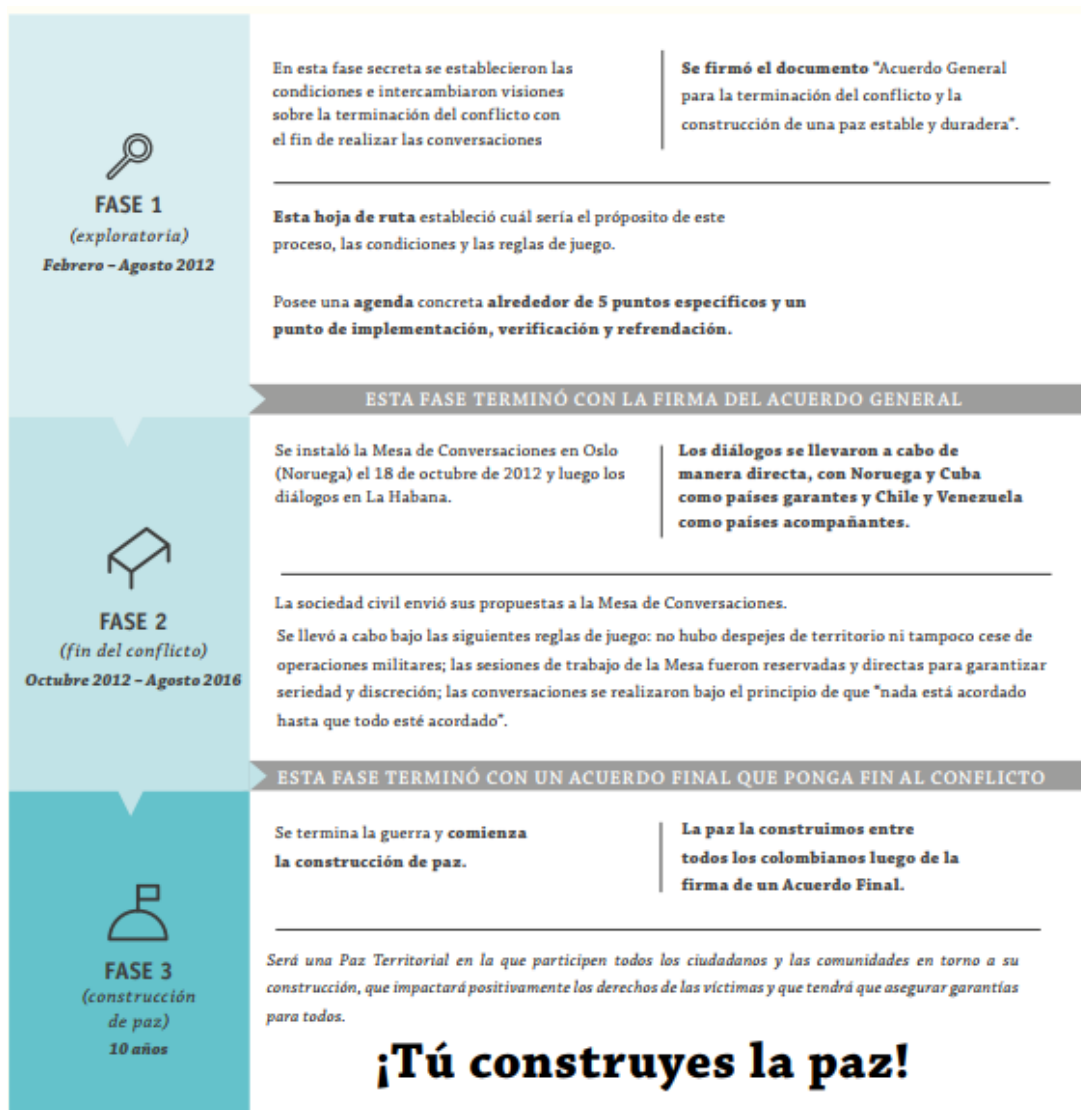 FASE 1
(exploratoria)
Febrero – Agosto 2012
En esta fase secreta se establecieron las
condiciones e intercambiaron visiones
sobre la terminación del conflicto con
el fin de realizar las conversaciones
Se firmó el documento "Acuerdo General
para la terminación del conflicto y la
construcción de una paz estable y duradera".
Esta hoja de ruta estableció cuál sería el próposito de este
proceso, las condiciones y las reglas de juego.
Posee una agenda concreta alrededor de 5 puntos específicos y un
punto de implementación, verificación y refrendación.
ESTA FASE TERMINÓ CON LA FIRMA DEL ACUERDO GENERAL
FASE 2
(fin del conflicto)
Octubre 2012 – Agosto 2016
Se instaló la Mesa de Conversaciones en Oslo
(Noruega) el 18 de octubre de 2012 y luego los
diálogos en La Habana.
Los diálogos se llevaron a cabo de
manera directa, con Noruega y Cuba
como países garantes y Chile y Venezuela
como países acompañantes.
La sociedad civil envió sus propuestas a la Mesa de Conversaciones.
Se llevó a cabo bajo las siguientes reglas de juego: no hubo despejes de territorio ni tampoco cese de
operaciones militares; las sesiones de trabajo de la Mesa fueron reservadas y directas para garantizar
seriedad y discreción; las conversaciones se realizaron bajo el principio de que "nada está acordado
hasta que todo esté acordado".
ESTA FASE TERMINÓ CON UN ACUERDO FINAL QUE PONGA FIN AL CONFLICTO
FASE 3
(construcción
de paz)
10 años
Se termina la guerra y comienza
la construcción de paz.
La paz la construimos entre
todos los colombianos luego de la
firma de un Acuerdo Final.
Será una Paz Territorial en la que participen todos los ciudadanos y las comunidades en torno a su
construcción, que impactará positivamente los derechos de las víctimas y que tendrá que asegurar garantías
para todos.
¡Tú construyes la paz!